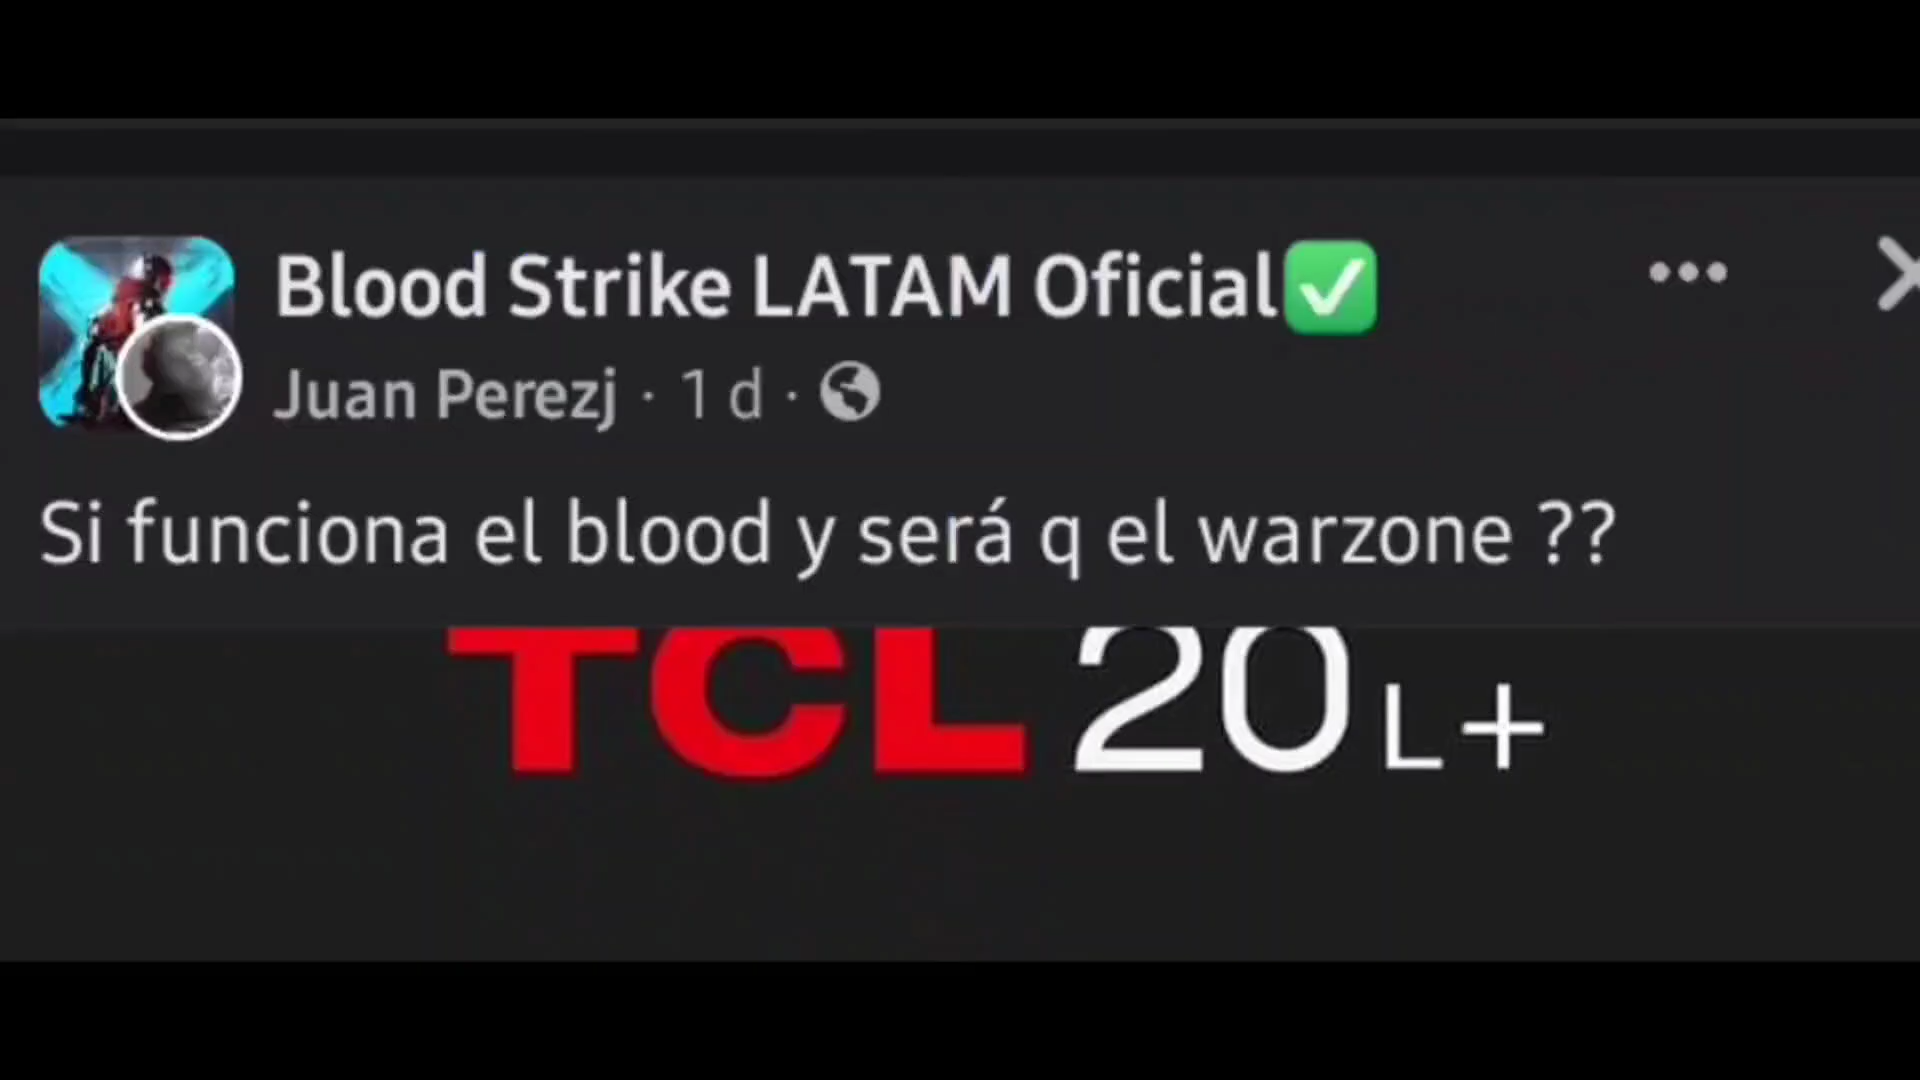 Blood Strike LATAM Oficial✅
Juan Perezj · 1 d ·
Si funciona el blood y será q el warzone ??
TCL 20 L+